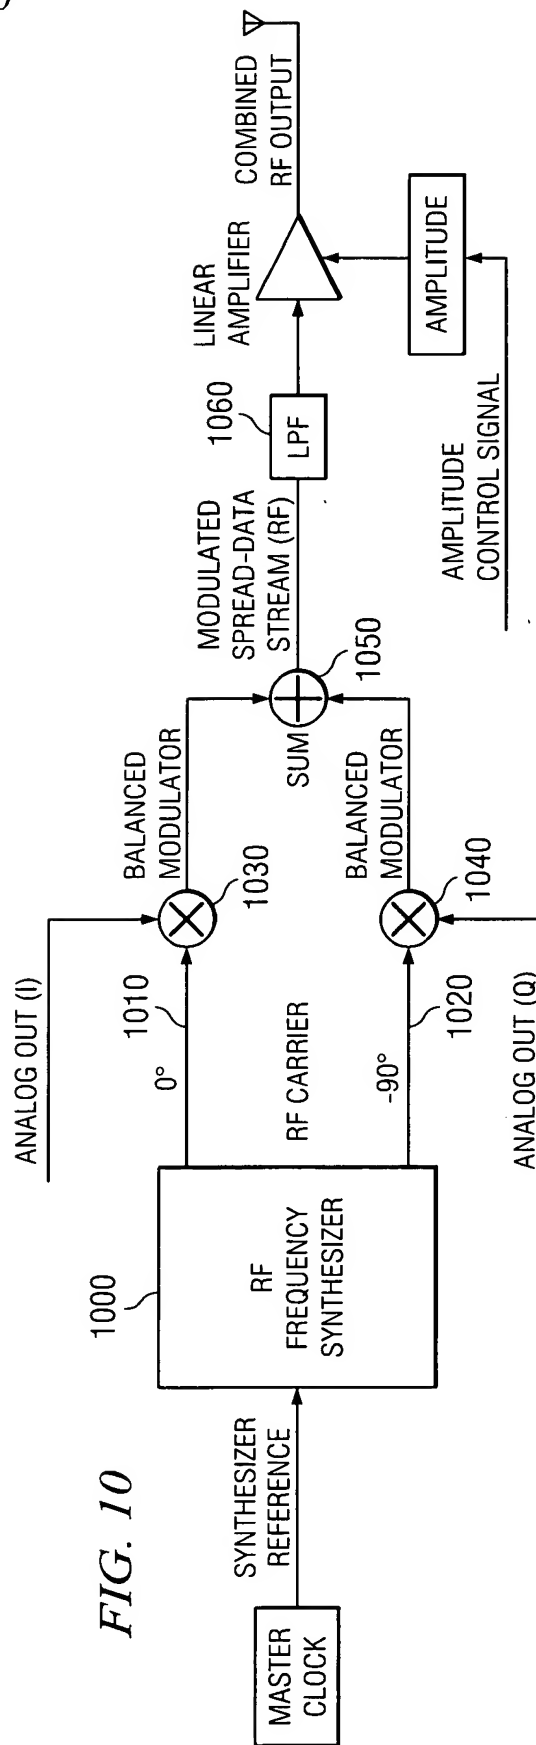 FIG. 10
MASTER
CLOCK
SYNTHESIZER
REFERENCE
1000
RF
FREQUENCY
SYNTHESIZER
ANALOG OUT (I)
0°
1010
RF CARRIER
-90°
1020
ANALOG OUT (Q)
BALANCED
MODULATOR
1030
BALANCED
MODULATOR
1040
SUM
1050
MODULATED
SPREAD-DATA
STREAM (RF)
1060
LPF
LINEAR
AMPLIFIER
COMBINED
RF OUTPUT
AMPLITUDE
AMPLITUDE
CONTROL SIGNAL